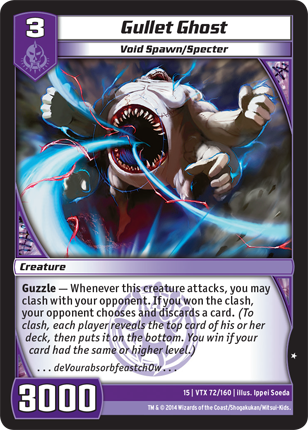 3
Gullet Ghost
Void Spawn/Specter
Creature
Guzzle — Whenever this creature attacks, you may
clash with your opponent. If you won the clash,
your opponent chooses and discards a card. (To
clash, each player reveals the top card of his or her
deck, then puts it on the bottom. You win if your
card had the same or higher level.)
. . . deVourabsorbfeastchOw . . .
15 | VTX 72/160 | illus. Ippei Soeda
3000
TM & © 2014 Wizards of the Coast/Shogakukan/Mitsui-Kids.